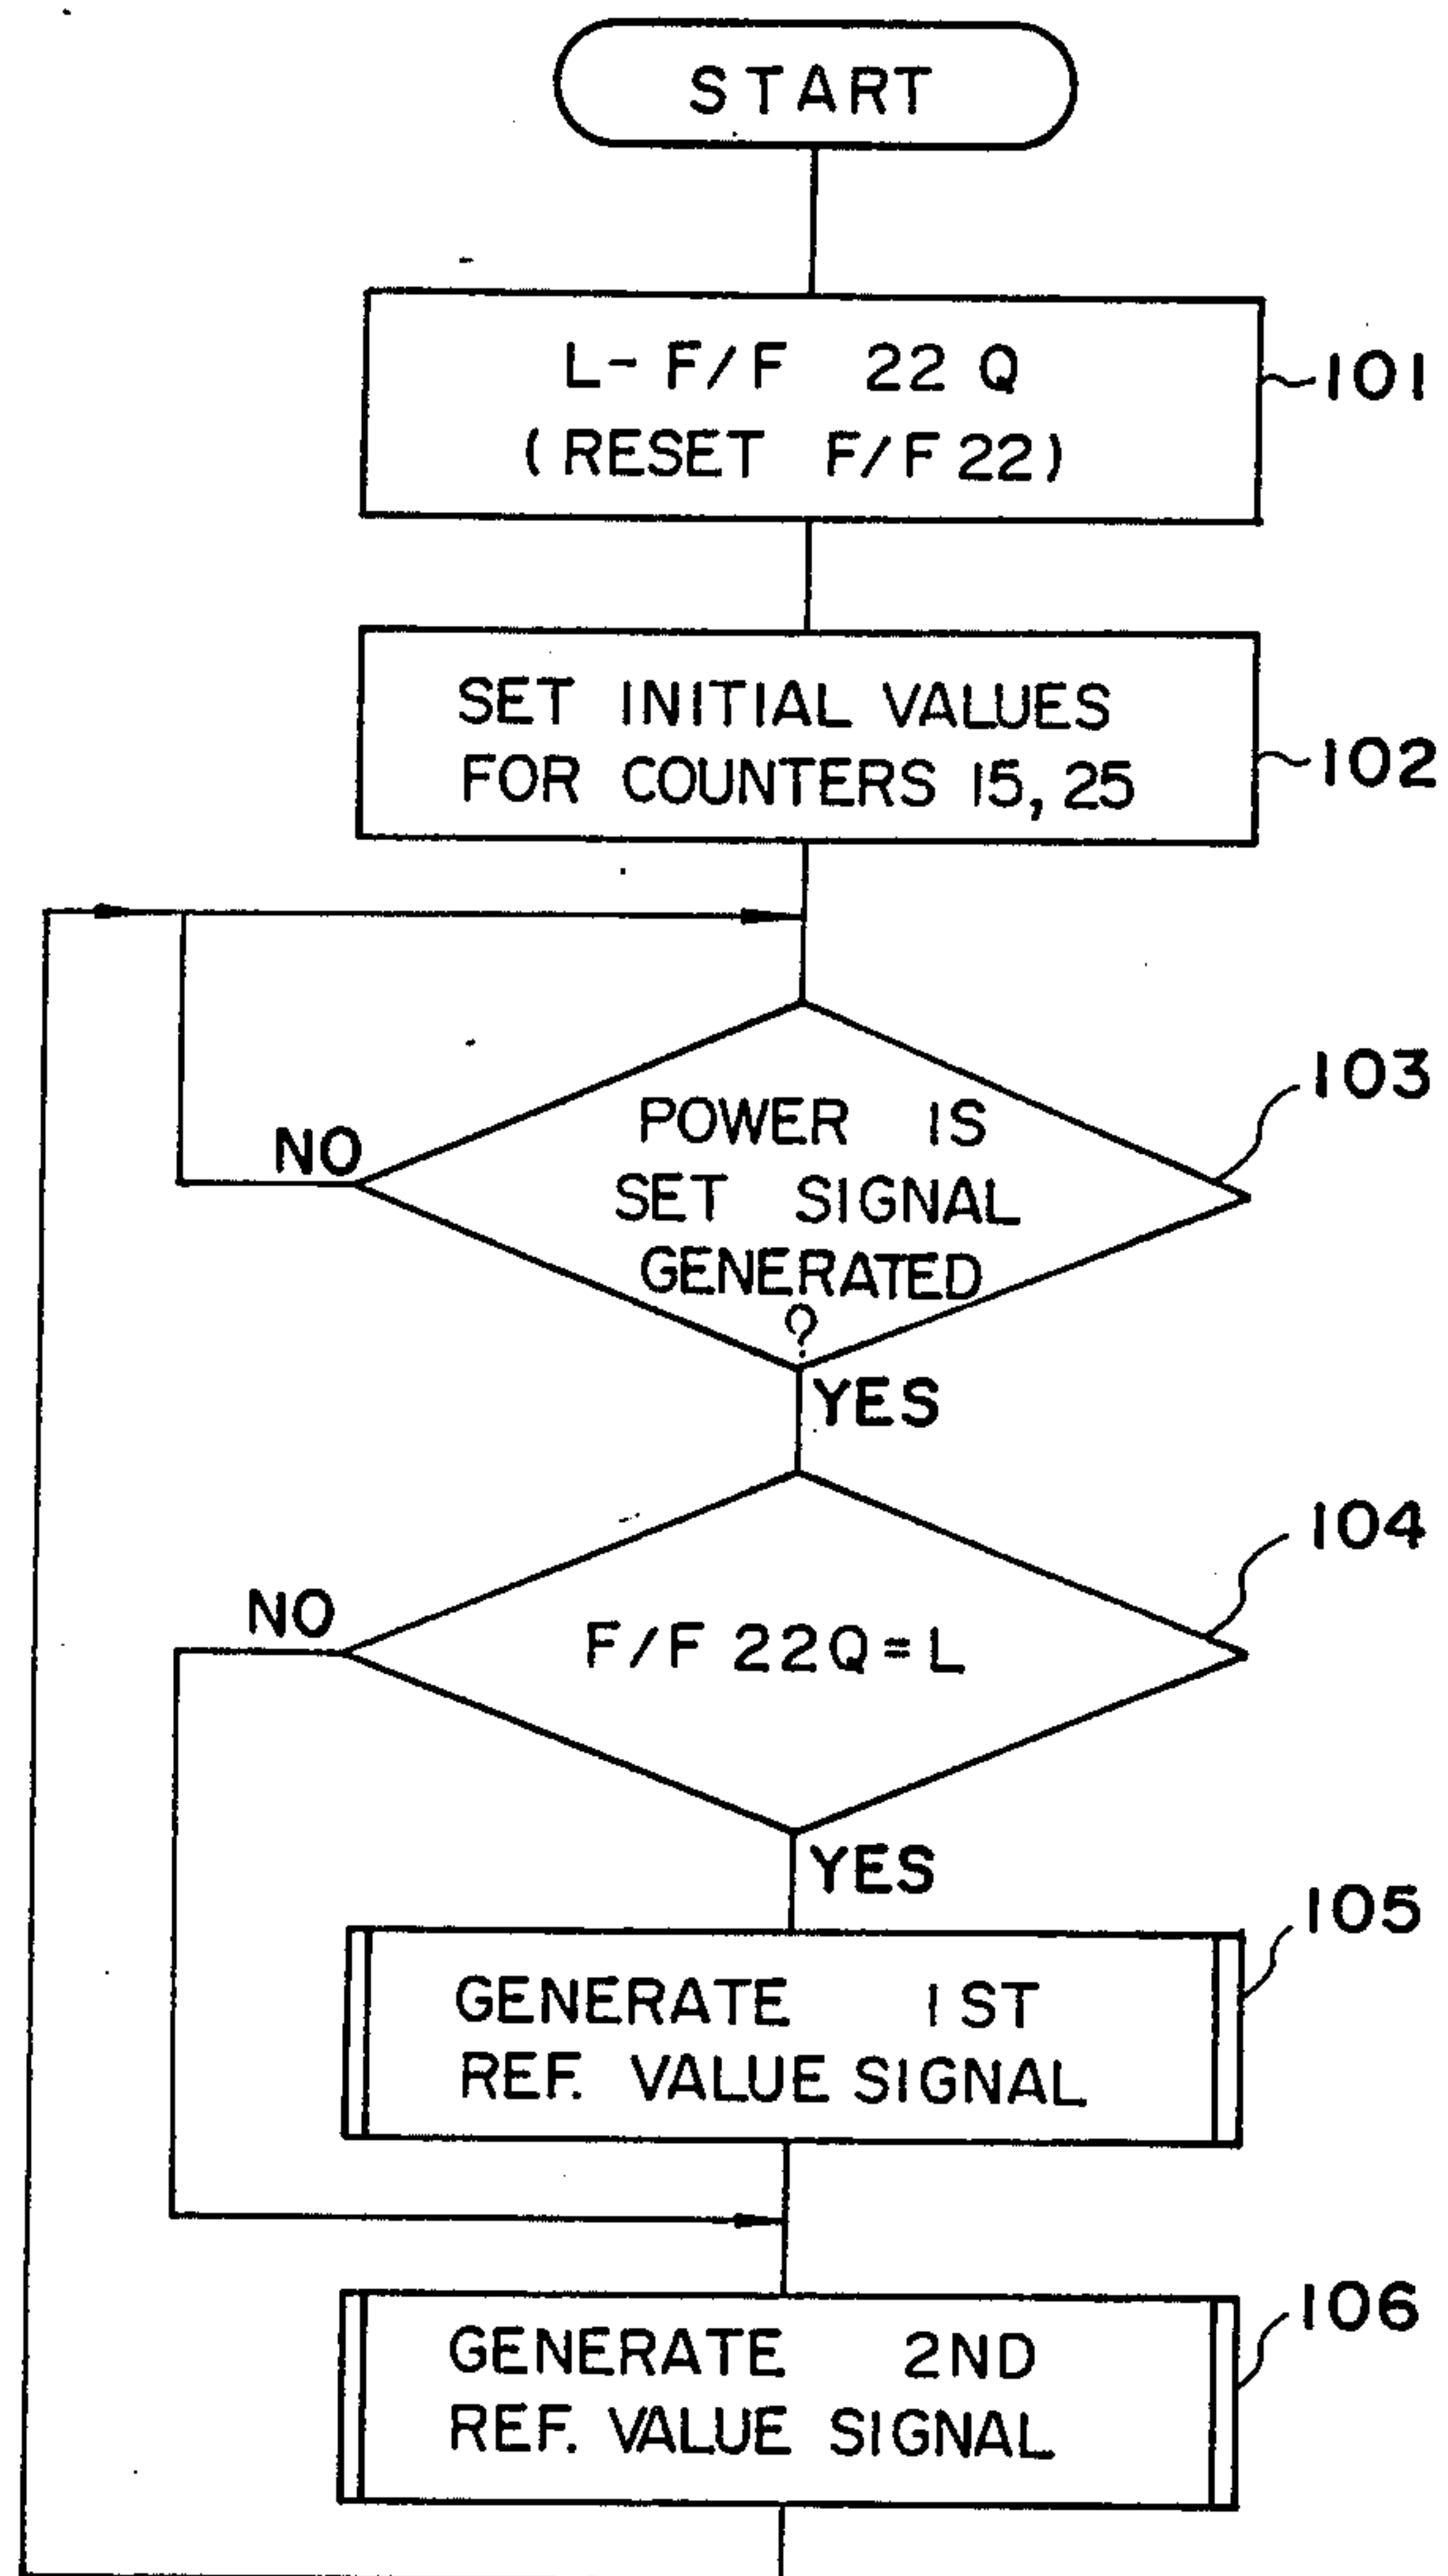 START
L- F/F 22 Q
(RESET F/F 22)
101
SET INITIAL VALUES
FOR COUNTERS 15, 25
102
103
POWER IS
SET SIGNAL
GENERATED
?
NO
YES
104
NO
F/F 22Q=L
YES
105
GENERATE 1ST
REF. VALUE SIGNAL
106
GENERATE 2ND
REF. VALUE SIGNAL